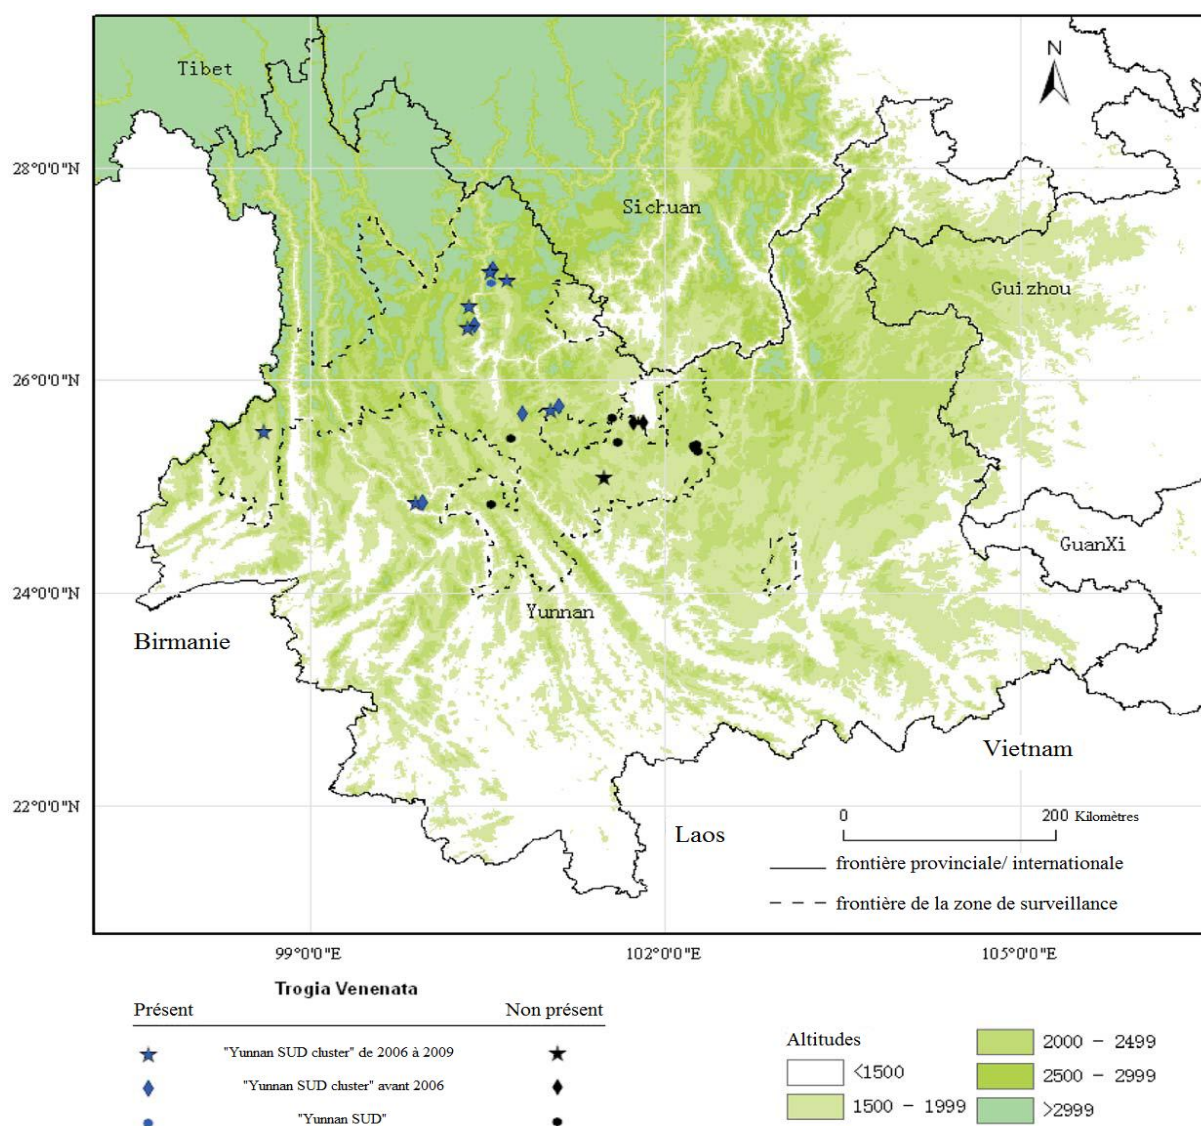 N
Tibet
28°0'0"N
Sichuan
Guizhou
26°0'0"N
GuanXi
24°0'0"N
Yunnan
Birmanie
Vietnam
22°0'0"N
0 200 Kilomètres
Laos
frontière provinciale/ internationale
frontière de la zone de surveillance
99°0'0"E 102°0'0"E 105°0'0"E
Trogia Venenata
Présent Non présent
"Yunnan SUD cluster" de 2006 à 2009
"Yunnan SUD cluster" avant 2006
"Yunnan SUD"
Altitudes
<1500
1500 - 1999
2000 - 2499
2500 - 2999
>2999